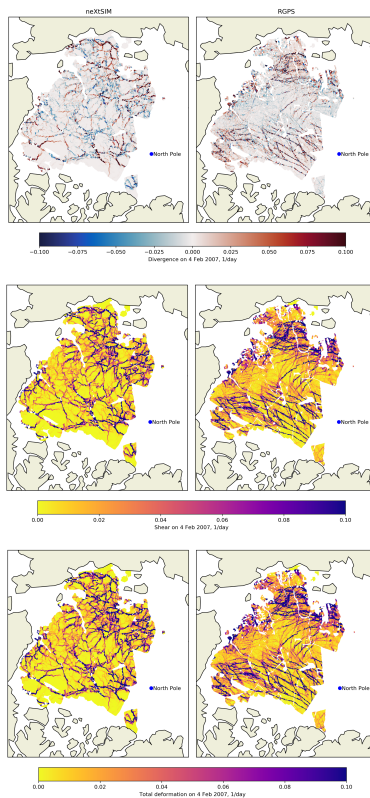 neXtSIM
RGPS
North Pole
North Pole
−0.100 −0.075 −0.050 −0.025 0.000 0.025 0.050 0.075 0.100
Divergence on 4 Feb 2007, 1/day
North Pole
North Pole
0.00 0.02 0.04 0.06 0.08 0.10
Shear on 4 Feb 2007, 1/day
North Pole
North Pole
0.00 0.02 0.04 0.06 0.08 0.10
Total deformation on 4 Feb 2007, 1/day